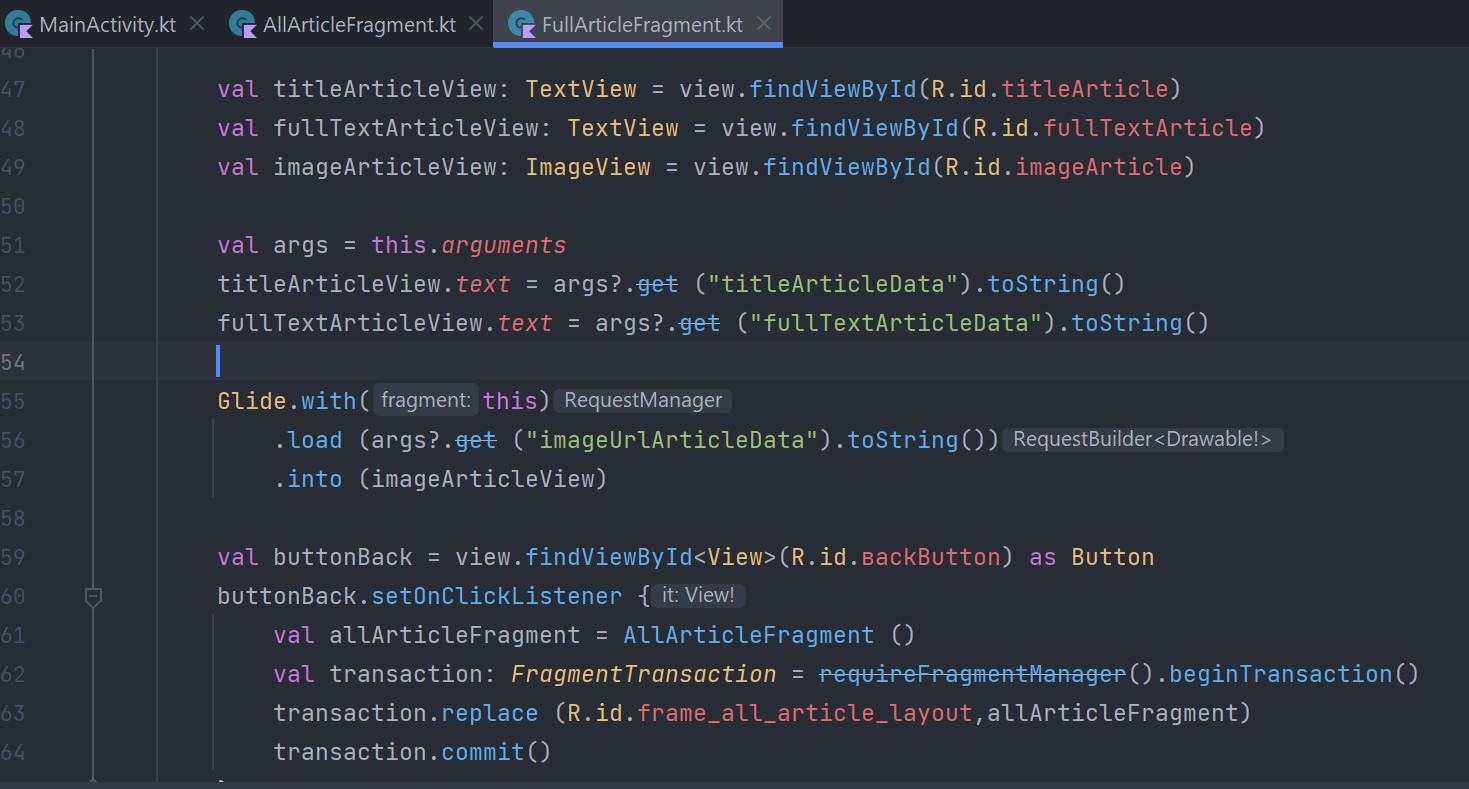 MainActivity.kt AllArticleFragment.kt FullArticleFragment.kt
46
47 val titleArticleView: TextView = view.findViewById(R.id.titleArticle)
48 val fullTextArticleView: TextView = view.findViewById(R.id.fullTextArticle)
49 val imageArticleView: ImageView = view.findViewById(R.id.imageArticle)
50
51 val args = this.arguments
52 titleArticleView.text = args?.get ("titleArticleData").toString()
53 fullTextArticleView.text = args?.get ("fullTextArticleData").toString()
54
55 Glide.with( fragment: this) RequestManager
56 .load (args?.get ("imageUrlArticleData").toString()) RequestBuilder<Drawable!>
57 .into (imageArticleView)
58
59 val buttonBack = view.findViewById<View>(R.id.вackButton) as Button
60 buttonBack.setOnClickListener { it: View!
61 val allArticleFragment = AllArticleFragment ()
62 val transaction: FragmentTransaction = requireFragmentManager().beginTransaction()
63 transaction.replace (R.id.frame_all_article_layout,allArticleFragment)
64 transaction.commit()